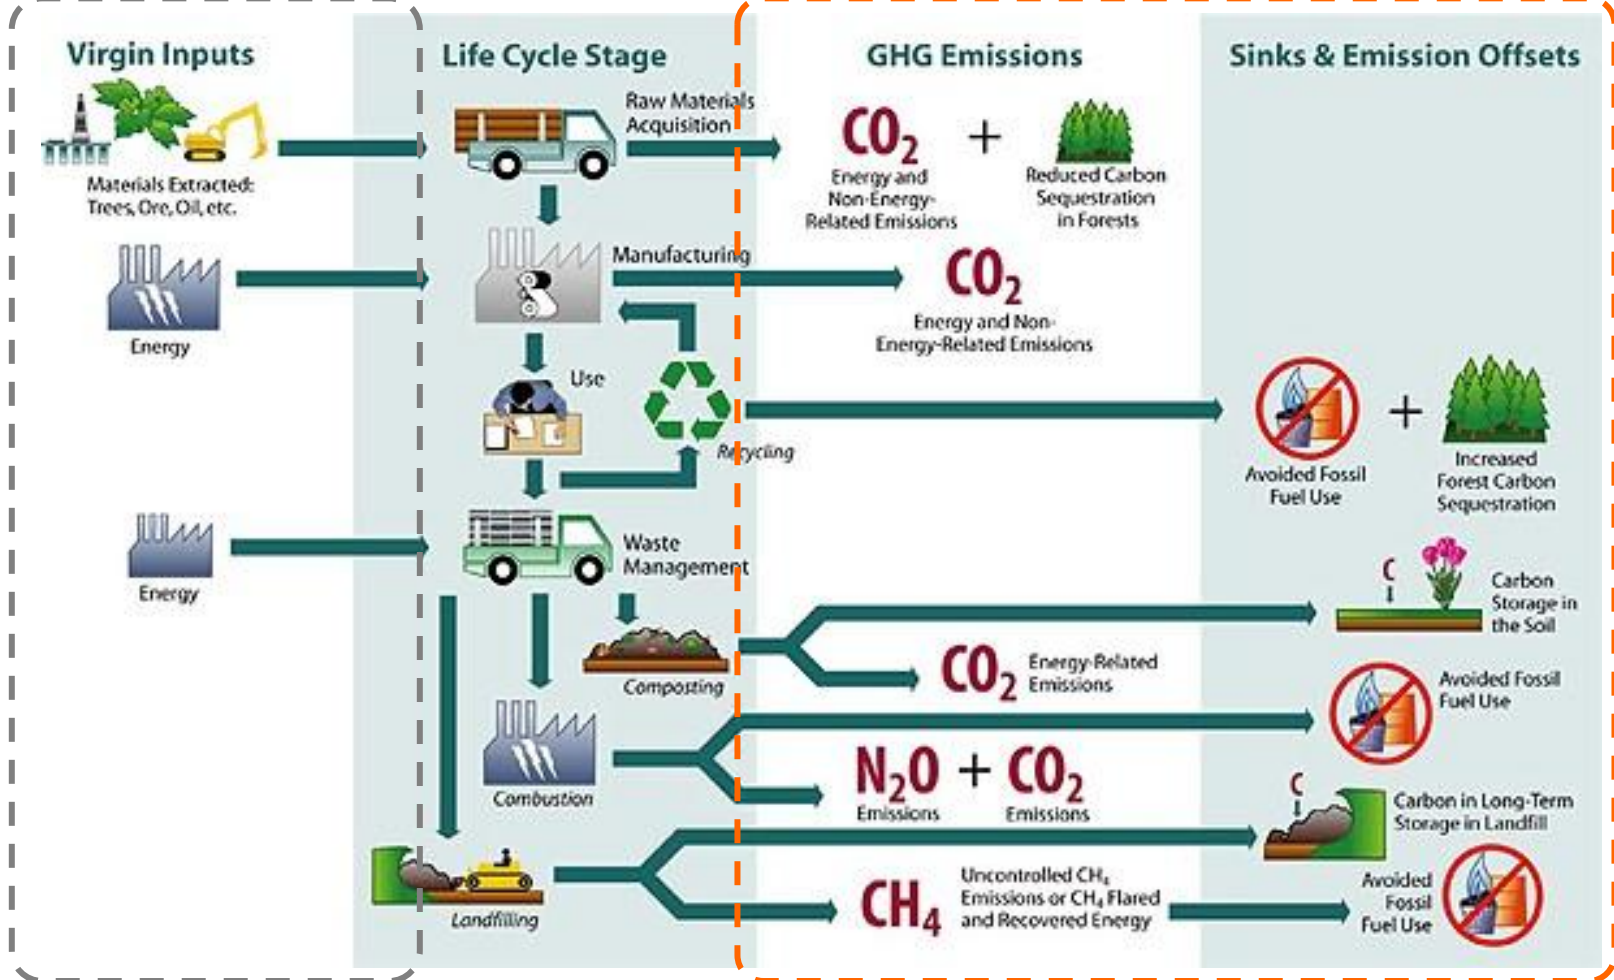 Virgin Inputs
Life Cycle Stage
GHG Emissions
Sinks & Emission Offsets
Materials Extracted:
Trees, Ore, Oil, etc.
Raw Materials
Acquisition
CO2
+
Energy and
Non-Energy-
Related Emissions
Reduced Carbon
Sequestration
in Forests
Energy
Manufacturing
CO2
Energy and Non-
Energy-Related Emissions
Use
Recycling
+
Avoided Fossil
Fuel Use
Increased
Forest Carbon
Sequestration
Energy
Waste
Management
C
Carbon
Storage in
the Soil
Composting
CO2
Energy-Related
Emissions
Avoided Fossil
Fuel Use
Combustion
N2O + CO2
Emissions
Emissions
C
Carbon in Long-Term
Storage in Landfill
Landfilling
CH4
Uncontrolled CH4
Emissions or CH4 Flared
and Recovered Energy
Avoided
Fossil
Fuel Use